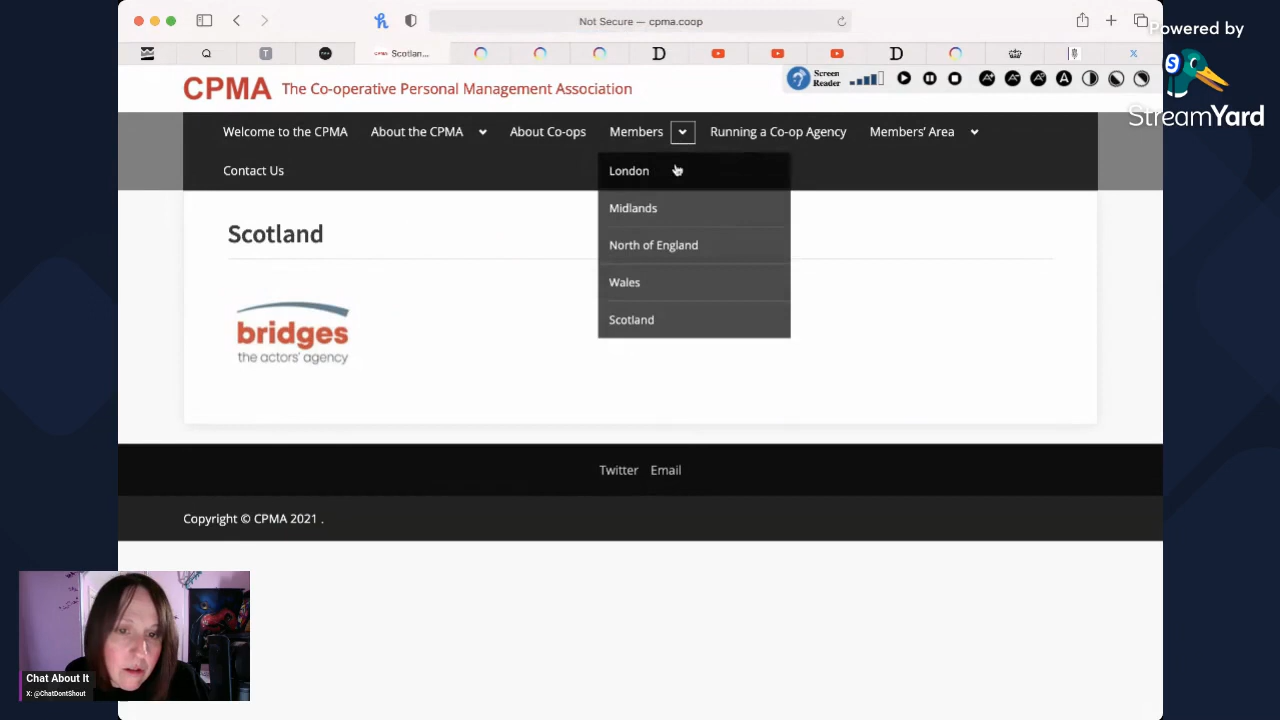 Not Secure — cpma.coop
Powered by
StreamYard
Scotland...
CPMA The Co-operative Personal Management Association
Screen
Reader
Welcome to the CPMA About the CPMA About Co-ops Members Running a Co-op Agency Members' Area
Contact Us
London
Midlands
North of England
Wales
Scotland
Scotland
bridges
the actors' agency
Twitter Email
Copyright © CPMA 2021 .
Chat About It
X: @ChatDontShout